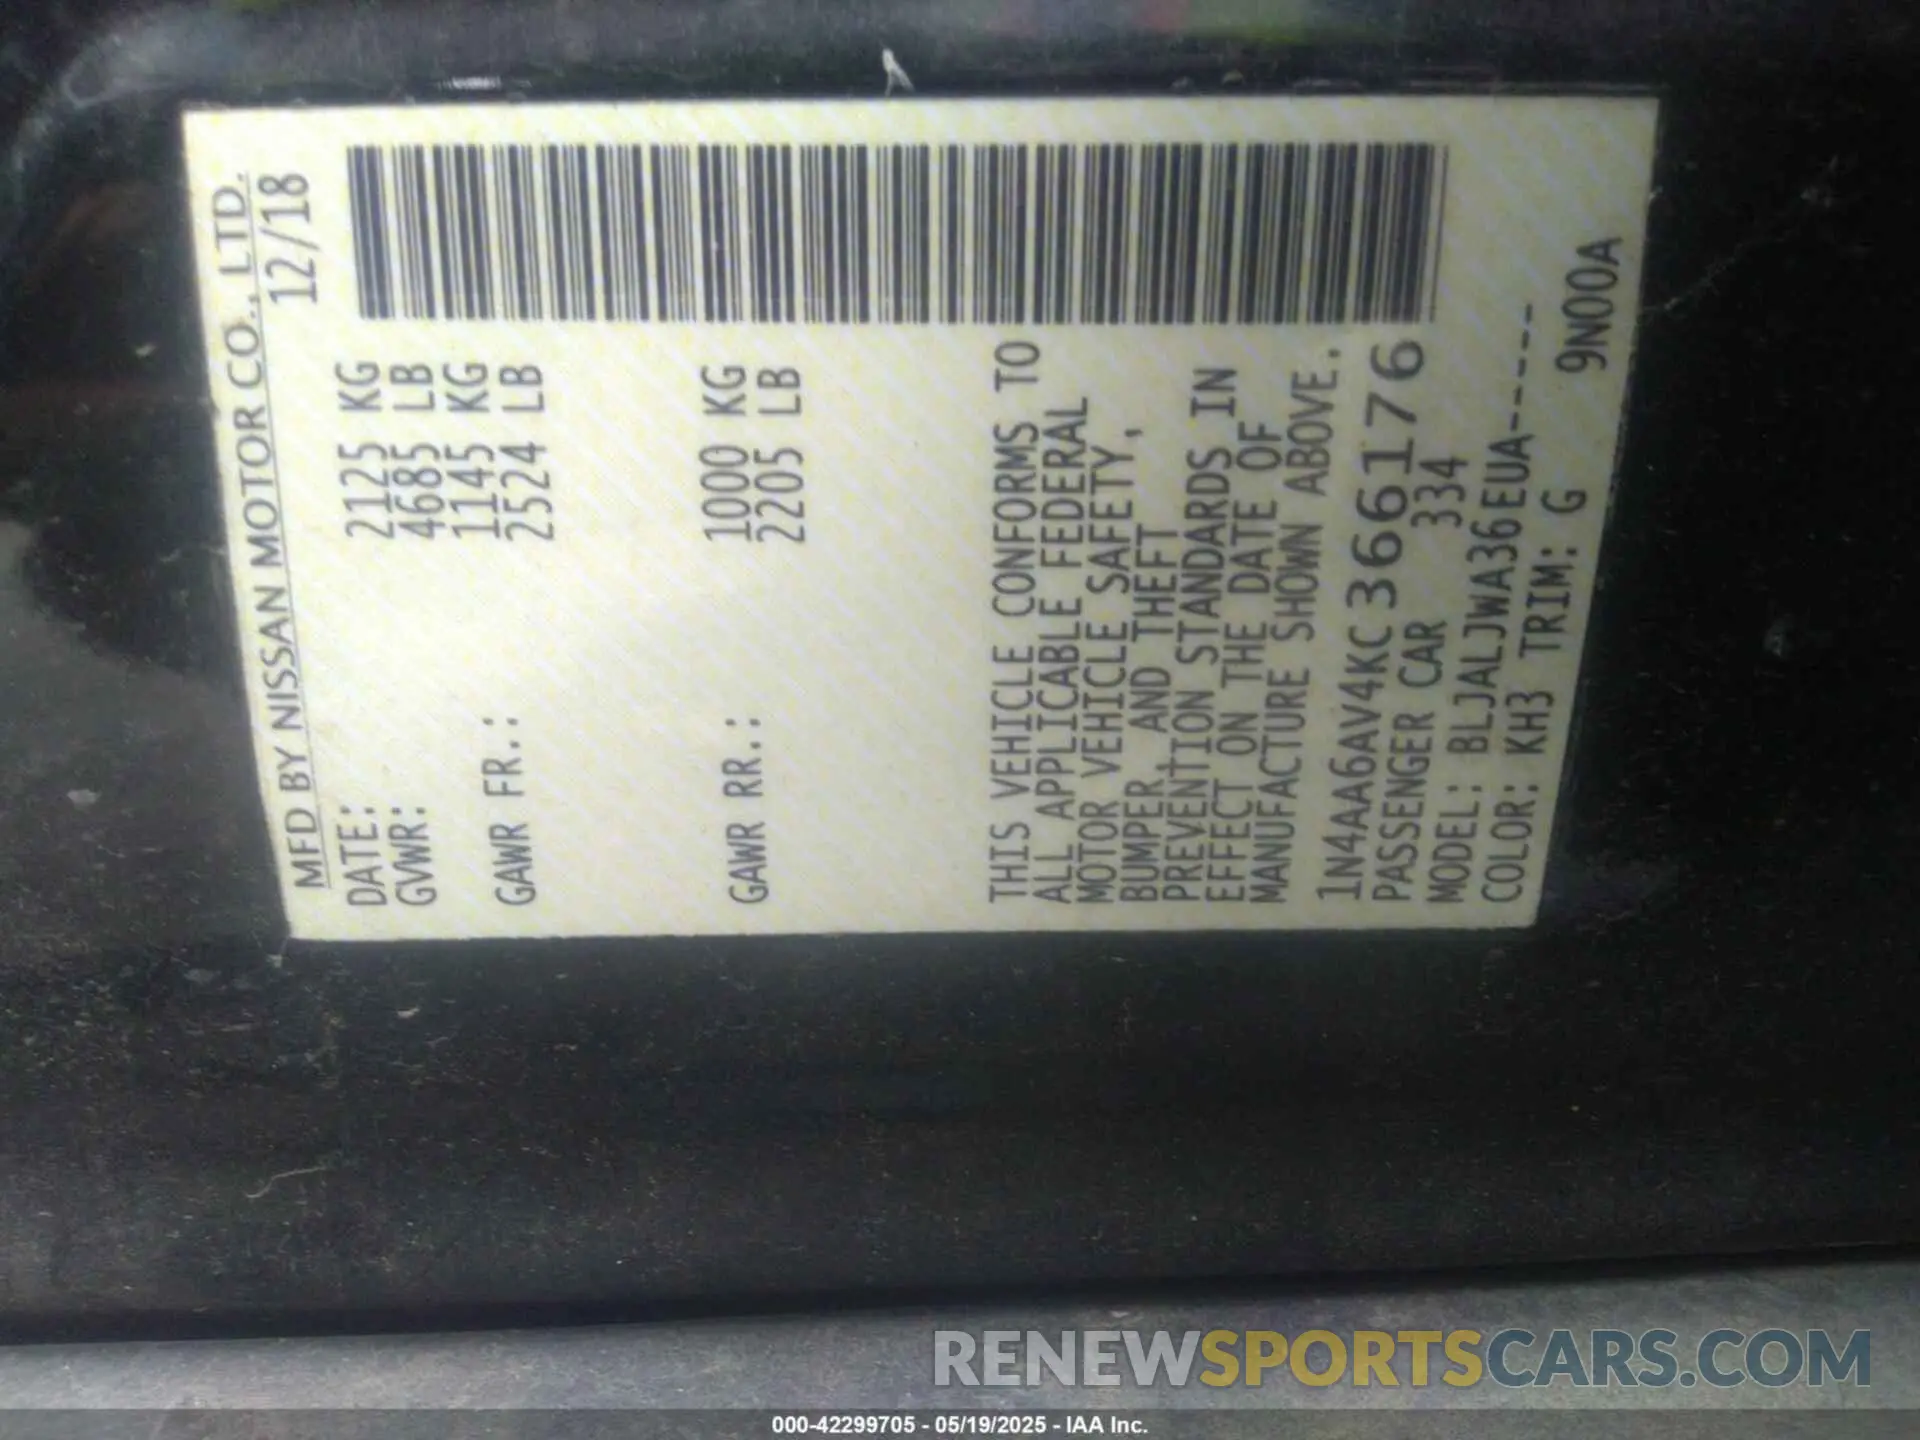 MFD BY NISSAN MOTOR CO., LTD.
DATE: 12/18
GVWR: 2125 KG
4685 LB
GAWR FR.: 1145 KG
2524 LB
GAWR RR.: 1000 KG
2205 LB
THIS VEHICLE CONFORMS TO
ALL APPLICABLE FEDERAL
MOTOR VEHICLE SAFETY,
BUMPER, AND THEFT
PREVENTION STANDARDS IN
EFFECT ON THE DATE OF
MANUFACTURE SHOWN ABOVE.
1N4AA6AV4KC366176
PASSENGER CAR 334
MODEL: BLJALJWA36EUA-----
COLOR: KH3 TRIM: G 9N00A
RENEWSPORTSCARS.COM
000-42299705 - 05/19/2025 - IAA Inc.